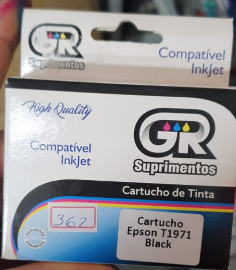 GR
Suprimentos
Compatível
InkJet
High Quality
GR
Suprimentos
Compatível
InkJet
Cartucho de Tinta
362
Cartucho
Epson T1971
Black